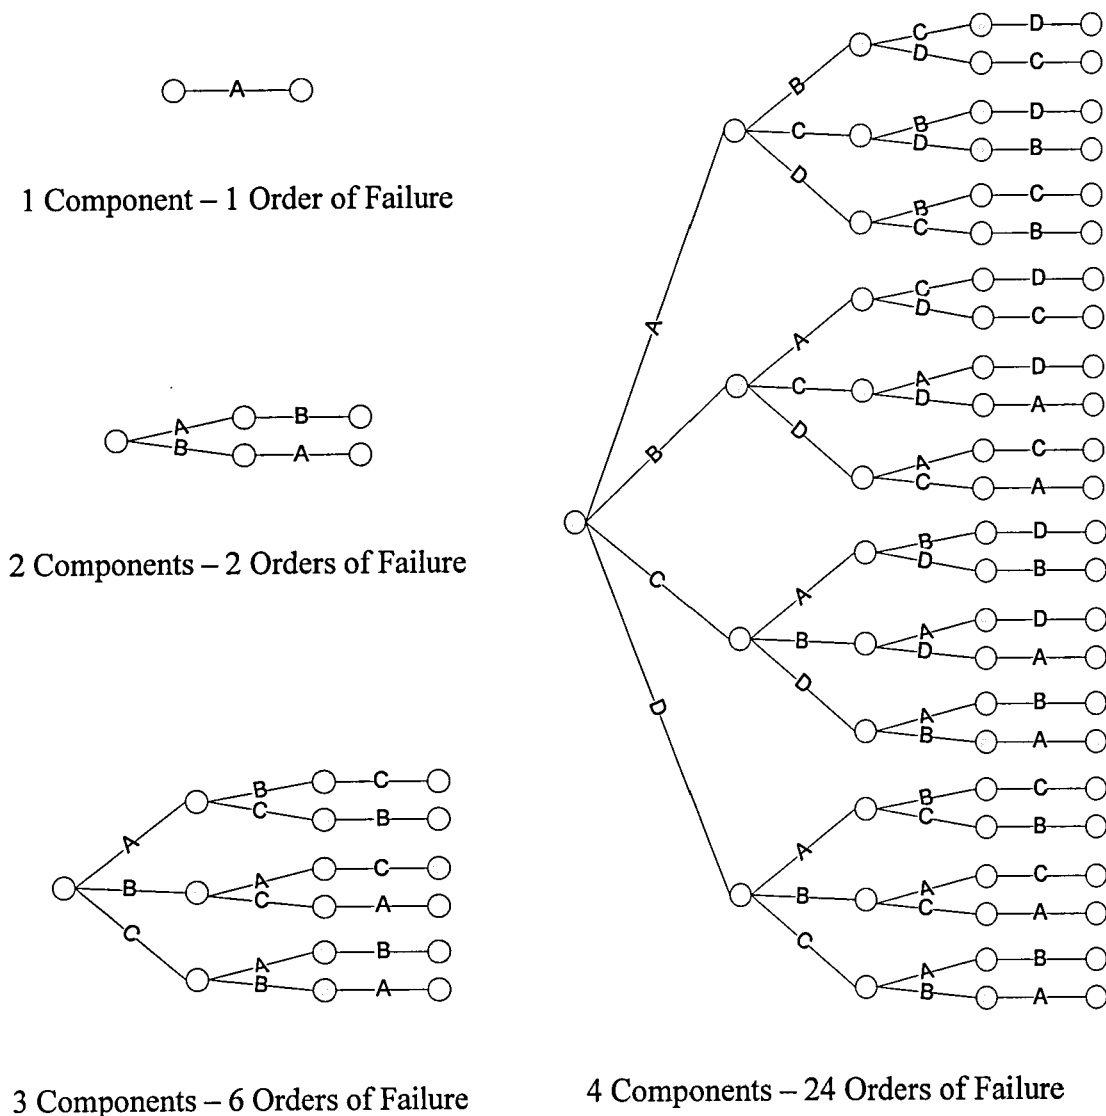 A
1 Component – 1 Order of Failure
A B
B A
2 Components – 2 Orders of Failure
B C
C B
A
A C
B
C A
C
A B
B A
3 Components – 6 Orders of Failure
C D
D C
B
B D
C
D B
D
B C
C B
C D
D C
A
A
A D
C
D A
D
A C
B
C A
B D
D B
C
A
A D
B
D A
D
D
A B
B A
B C
C B
A
A C
B
C A
C
A B
B A
4 Components – 24 Orders of Failure